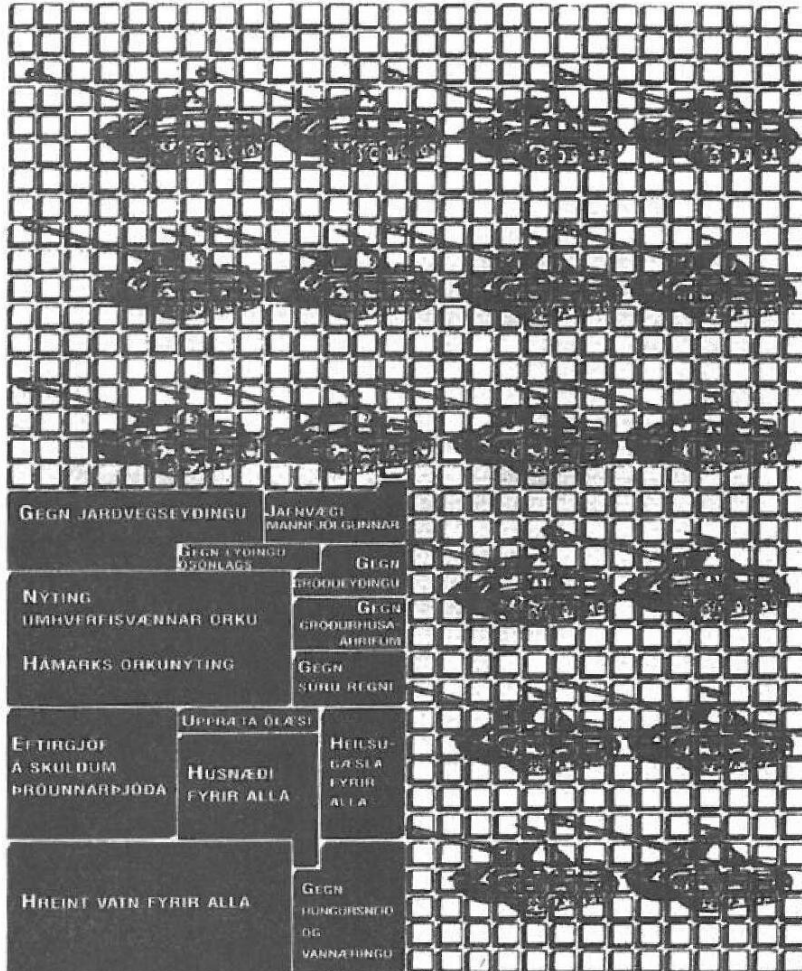 GEGN JARÐVEGSEYÐINGU
JAFNVÆGI
MANNFJÖLGUNNAR
GEGN EYÐINGU
ÓSONLAGS
GEGN
GRÓÐUEYÐINGU
NÝTING
UMHVERFISVÆNNAR ORKU
HÁMARKS ORKUNÝTING
GEGN
GRÓÐURHUSA-
ÁHRIFUM
GEGN
SÚRU REGNI
UPPRÆTA ÓLÆSI
EFTIRGJÖF
Á SKULDUM
ÞRÓUNNARÞJÓÐA
HÚSNÆÐI
FYRIR ALLA
HEILSU-
GÆSLA
FYRIR
ALLA
HREINT VATN FYRIR ALLA
GEGN
HUNGURSNEIÐ
OG
VANNÆRINGU